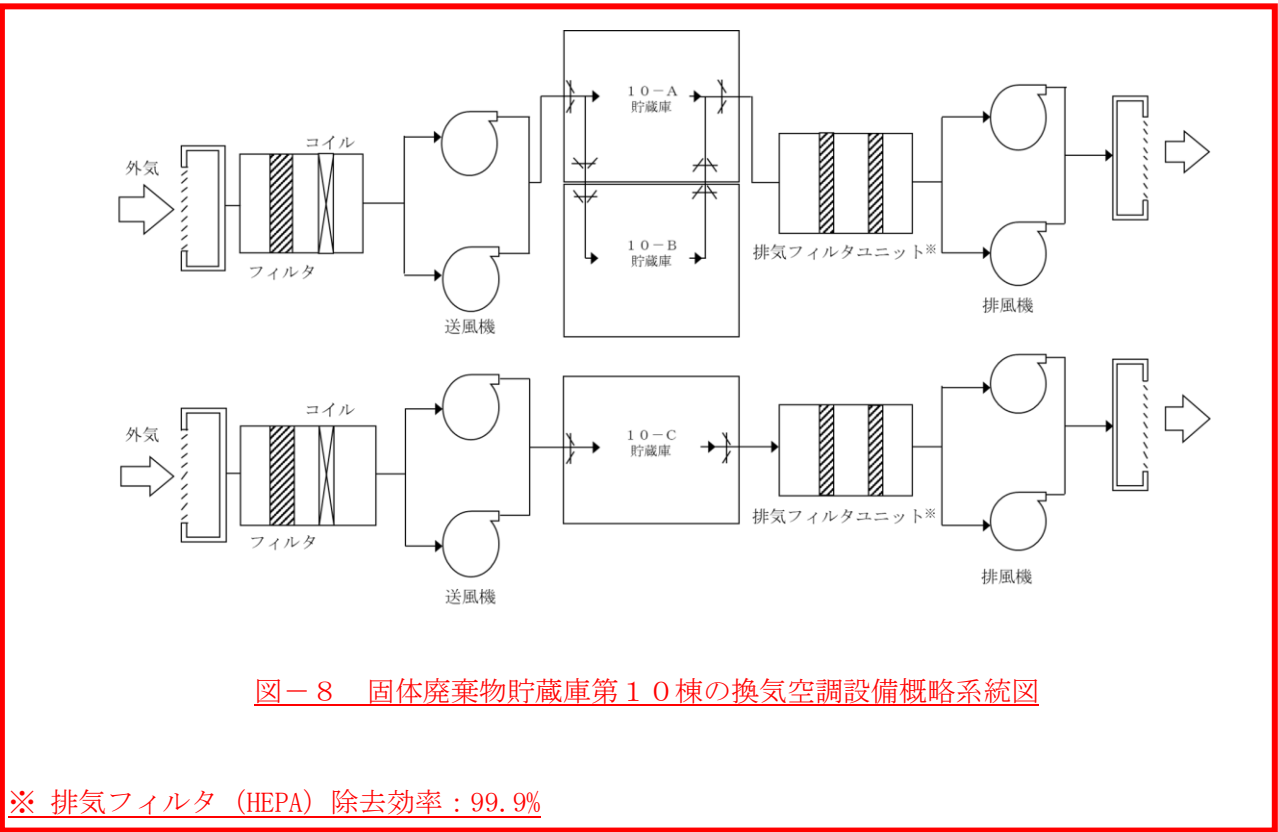 コイル
外気
フィルタ
送風機
１０－A
貯蔵庫
１０－B
貯蔵庫
排気フィルタユニット※
排風機
コイル
外気
フィルタ
送風機
１０－C
貯蔵庫
排気フィルタユニット※
排風機
図－８　固体廃棄物貯蔵庫第１０棟の換気空調設備概略系統図
※ 排気フィルタ（HEPA）除去効率：99.9%